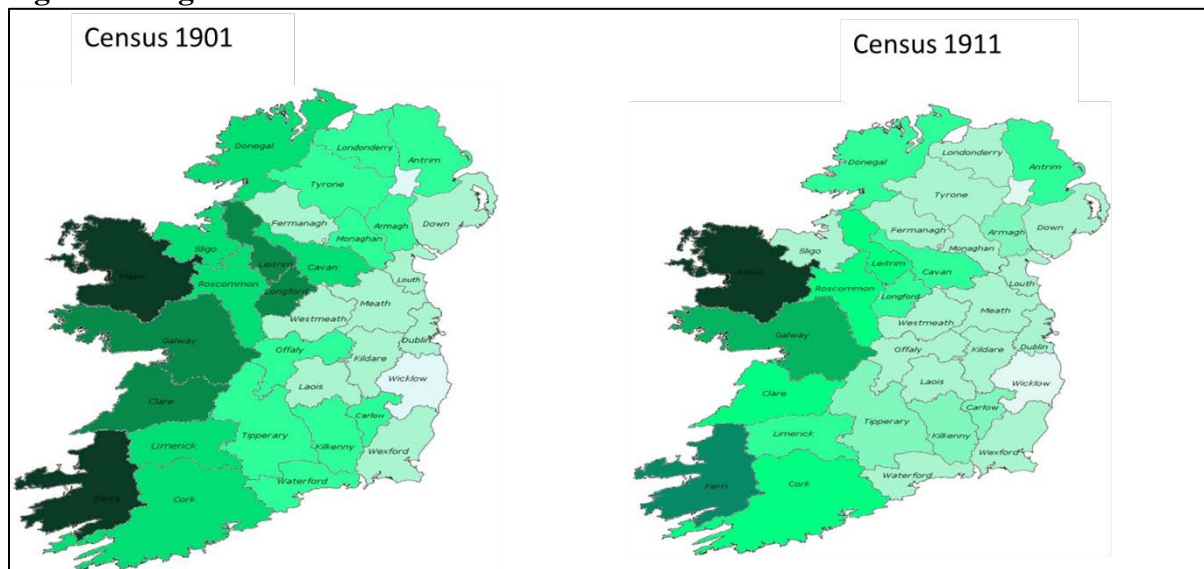 Census 1901
Donegal
Londonderry
Antrim
Tyrone
Fermanagh
Armagh
Down
Monaghan
Sligo
Leitrim
Cavan
Mayo
Roscommon
Longford
Louth
Meath
Westmeath
Galway
Dublin
Offaly
Kildare
Wicklow
Laois
Clare
Carlow
Tipperary
Limerick
Kilkenny
Wexford
Kerry
Waterford
Cork
Census 1911
Londonderry
Donegal
Antrim
Tyrone
Fermanagh
Armagh
Down
Monaghan
Sligo
Leitrim
Cavan
Mayo
Roscommon
Louth
Longford
Meath
Westmeath
Galway
Dublin
Offaly
Kildare
Wicklow
Laois
Clare
Carlow
Tipperary
Limerick
Kilkenny
Wexford
Kerri
Waterford
Cork